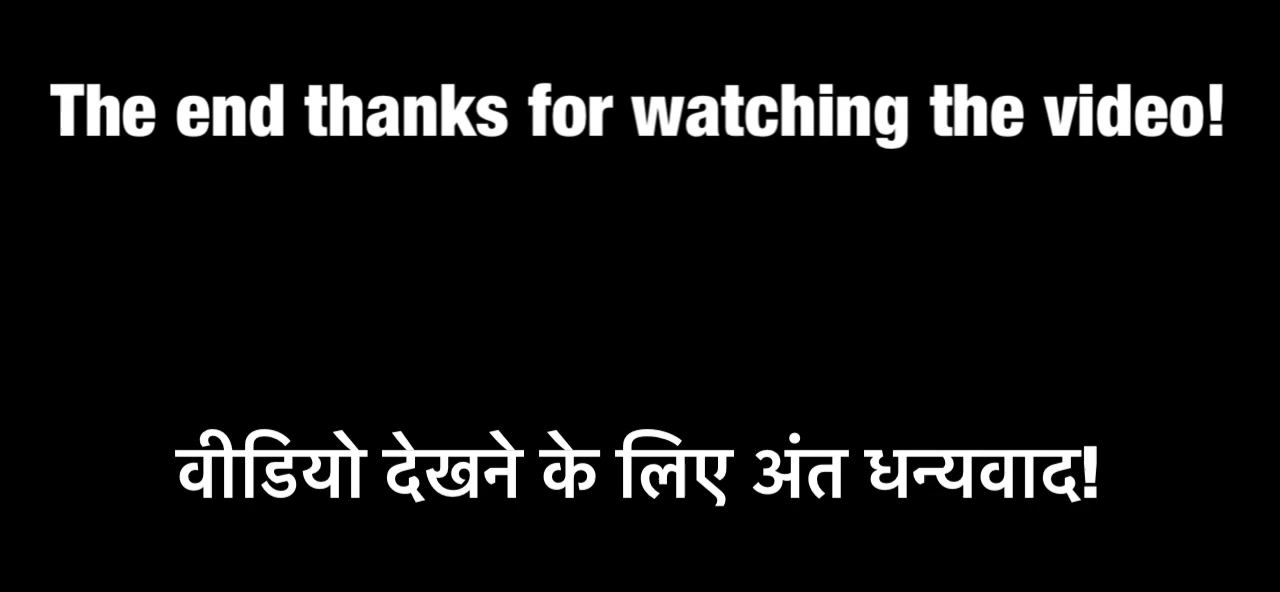 The end thanks for watching the video!
वीडियो देखने के लिए अंत धन्यवाद!